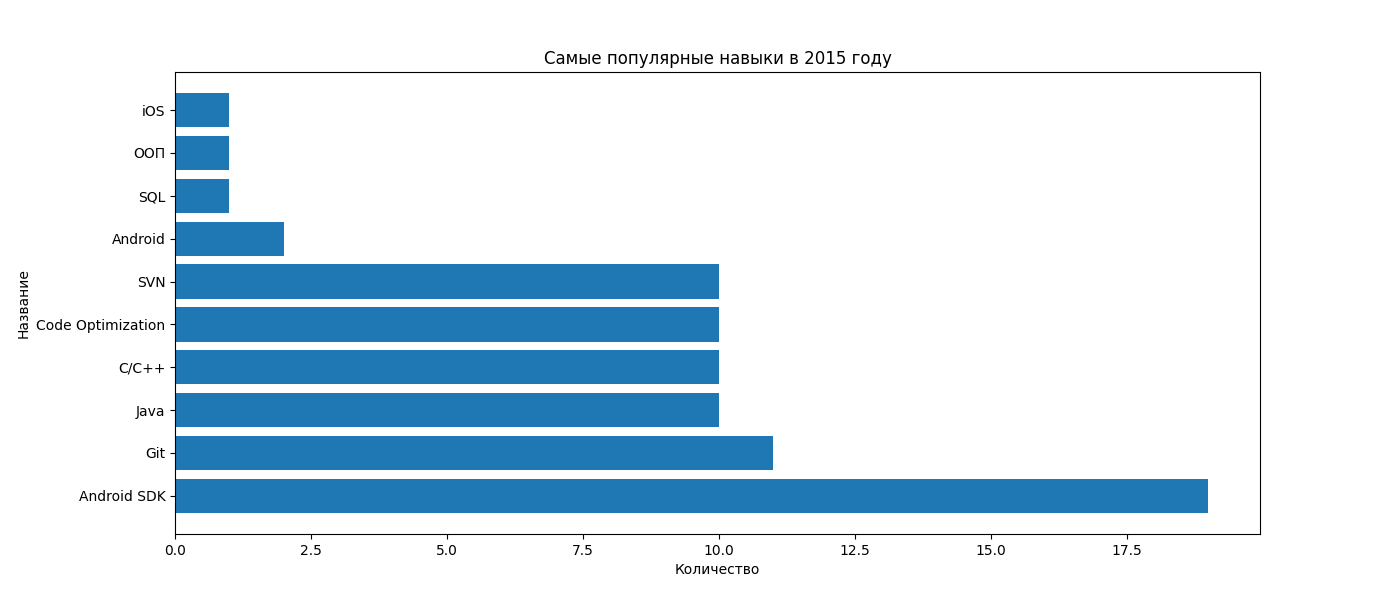 Самые популярные навыки в 2015 году
iOS
ООП
SQL
Android
SVN
Code Optimization
C/C++
Java
Git
Android SDK
Название
0.0 2.5 5.0 7.5 10.0 12.5 15.0 17.5
Количество